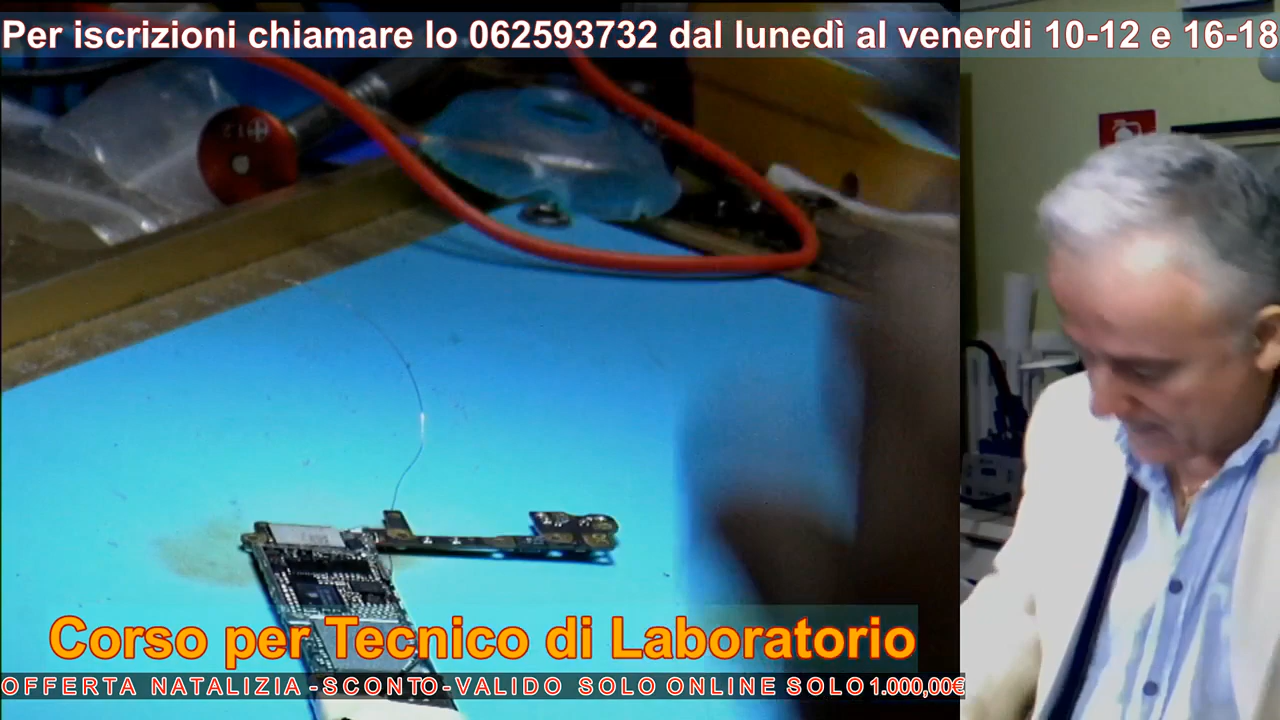 Per iscrizioni chiamare lo 062593732 dal lunedì al venerdi 10-12 e 16-18
Corso per Tecnico di Laboratorio
OFFERTA NATALIZIA -SCONTO-VALIDO SOLO ONLINE SOLO 1.000,00€